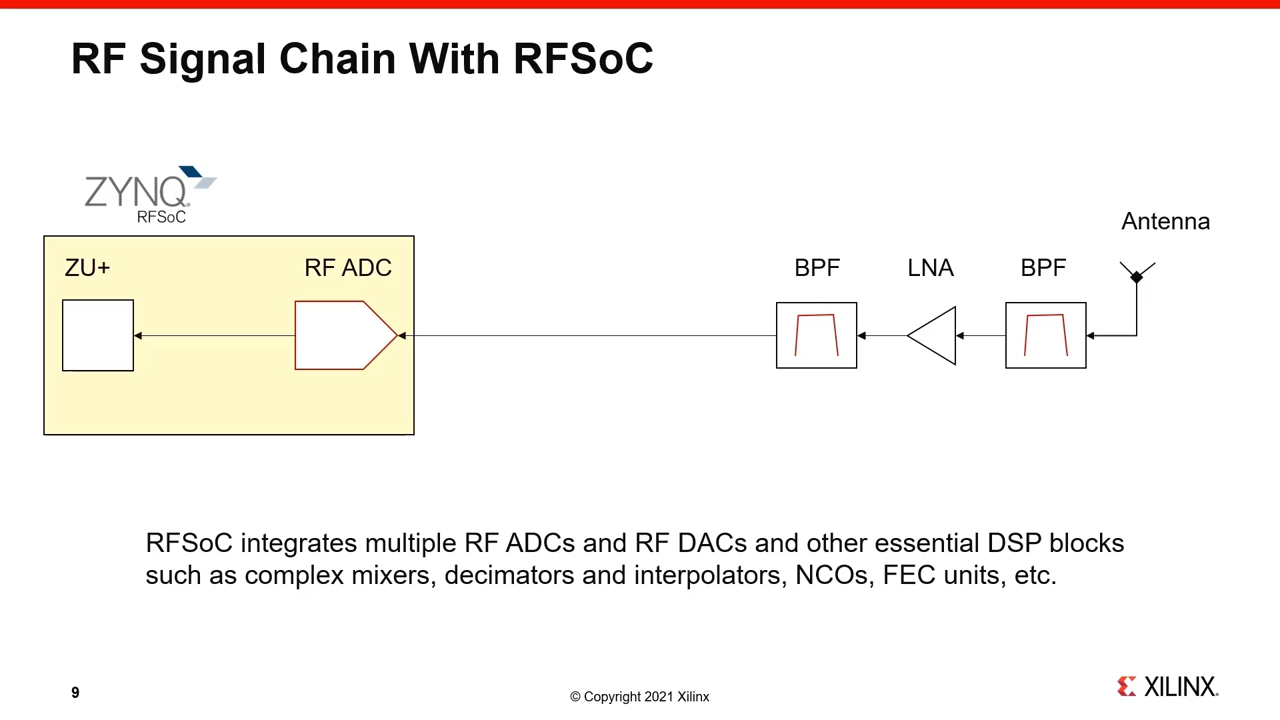 RF Signal Chain With RFSoC
ZYNQ
RFSoC
Antenna
ZU+
RF ADC
BPF
LNA
BPF
RFSoC integrates multiple RF ADCs and RF DACs and other essential DSP blocks
such as complex mixers, decimators and interpolators, NCOs, FEC units, etc.
9
© Copyright 2021 Xilinx
XILINX.